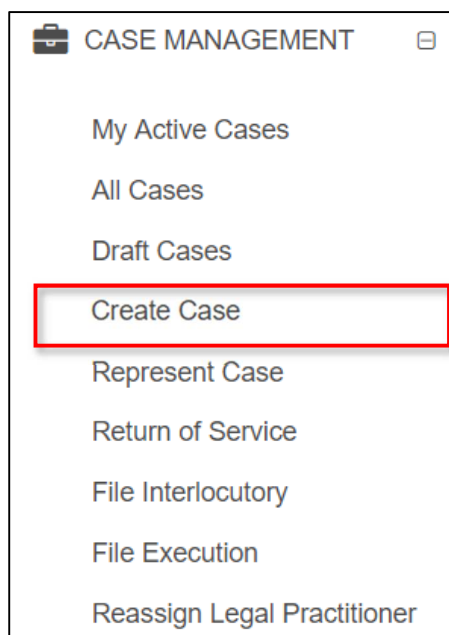 CASE MANAGEMENT
My Active Cases
All Cases
Draft Cases
Create Case
Represent Case
Return of Service
File Interlocutory
File Execution
Reassign Legal Practitioner